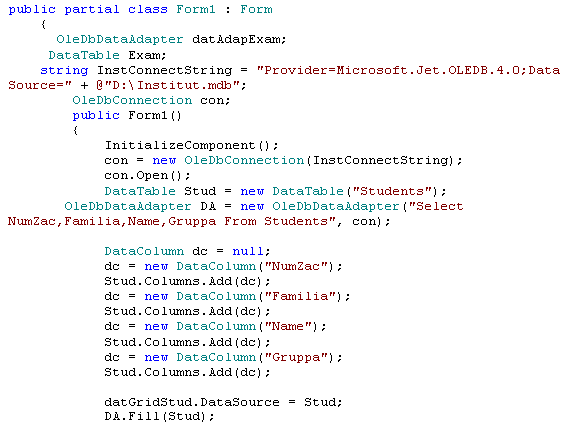 public partial class Form1 : Form
{
OleDbDataAdapter datAdapExam;
DataTable Exam;
string InstConnectString = "Provider=Microsoft.Jet.OLEDB.4.0;Data
Source=" + @"D:\Institut.mdb";
OleDbConnection con;
public Form1()
{
InitializeComponent();
con = new OleDbConnection(InstConnectString);
con.Open();
DataTable Stud = new DataTable("Students");
OleDbDataAdapter DA = new OleDbDataAdapter("Select
NumZac,Familia,Name,Gruppa From Students", con);
DataColumn dc = null;
dc = new DataColumn("NumZac");
Stud.Columns.Add(dc);
dc = new DataColumn("Familia");
Stud.Columns.Add(dc);
dc = new DataColumn("Name");
Stud.Columns.Add(dc);
dc = new DataColumn("Gruppa");
Stud.Columns.Add(dc);
datGridStud.DataSource = Stud;
DA.Fill(Stud);